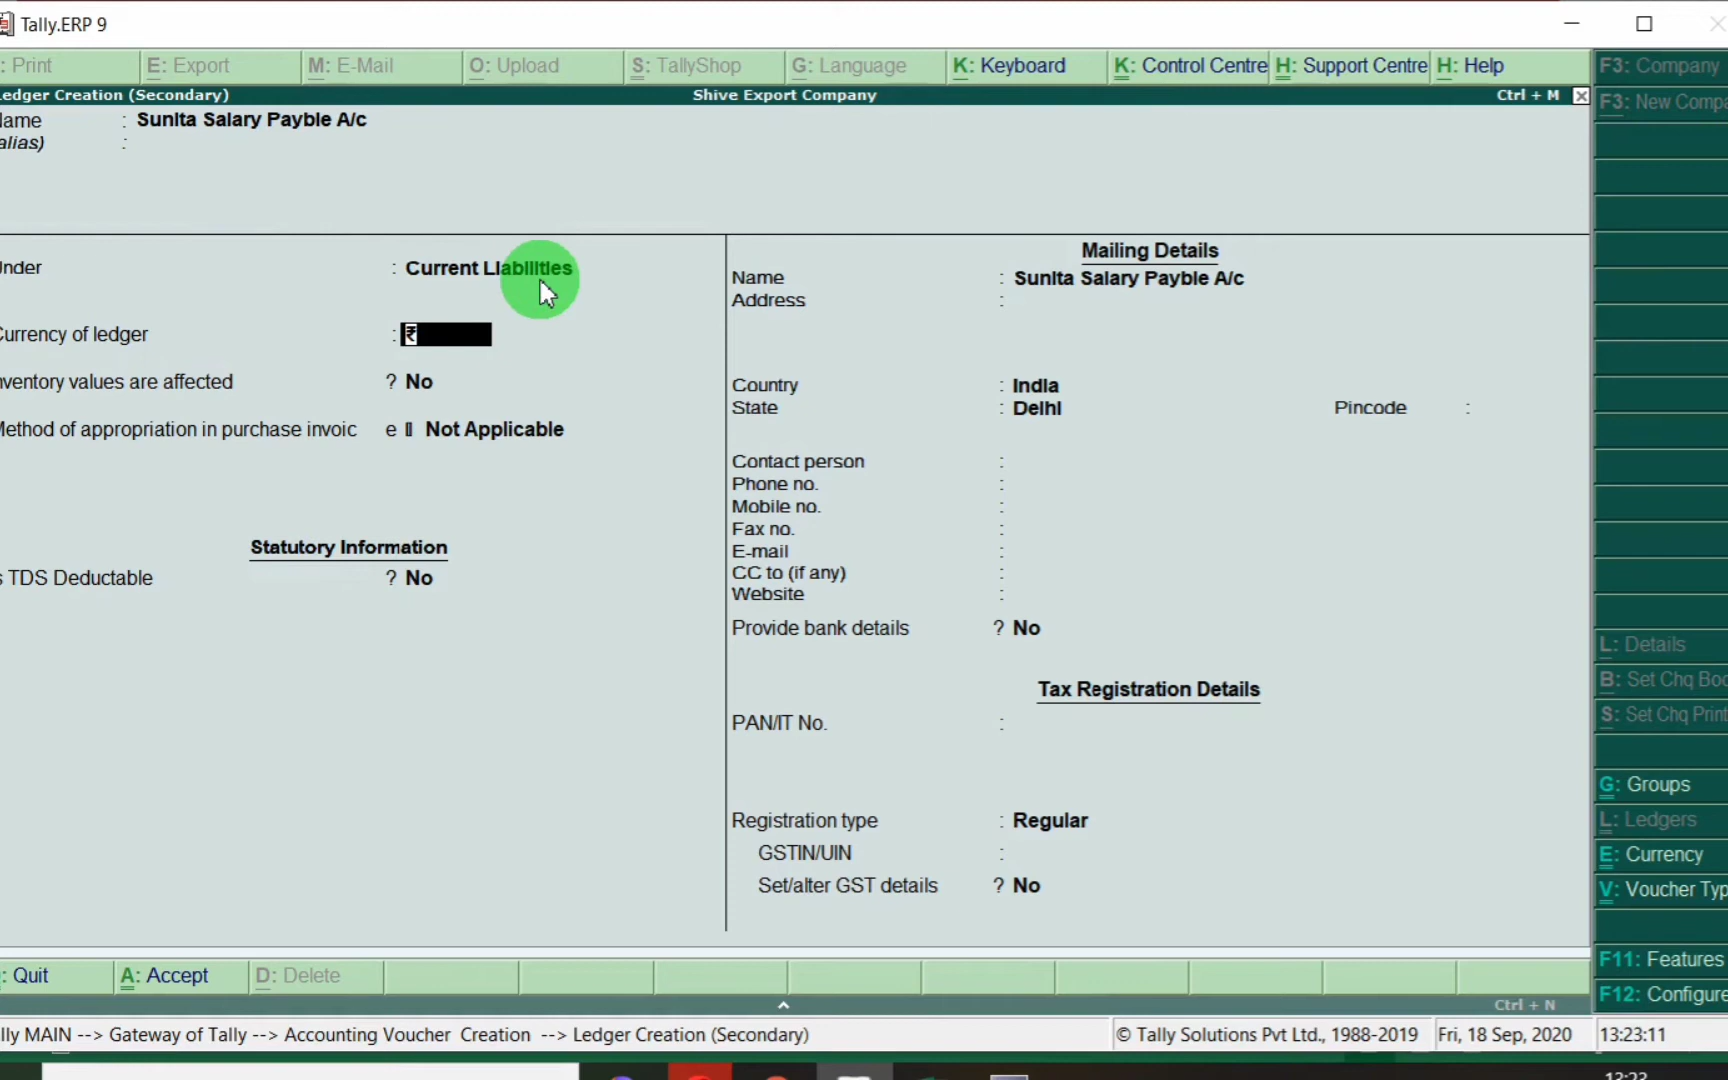 Tally.ERP 9
: Print E: Export M: E-Mail O: Upload S: TallyShop G: Language K: Keyboard K: Control Centre H: Support Centre H: Help F3: Company
edger Creation (Secondary) Shive Export Company Ctrl + M
F3: New Compa
ame : Sunita Salary Payble A/c
alias) :
Mailing Details
nder : Current Liabilities
Name : Sunita Salary Payble A/c
Address :
Currency of ledger : ₹
nventory values are affected ? No
Country : India
State : Delhi Pincode :
Method of appropriation in purchase invoic e Not Applicable
Contact person :
Phone no. :
Mobile no. :
Fax no. :
E-mail :
CC to (if any) :
Website :
Statutory Information
s TDS Deductable ? No
Provide bank details ? No
Tax Registration Details
PAN/IT No. :
Registration type : Regular
GSTIN/UIN :
Set/alter GST details ? No
L: Details
B: Set Chq Boo
S: Set Chq Print
G: Groups
L: Ledgers
E: Currency
V: Voucher Typ
F11: Features
F12: Configure
: Quit A: Accept D: Delete
Ctrl + N
lly MAIN --> Gateway of Tally --> Accounting Voucher Creation --> Ledger Creation (Secondary) © Tally Solutions Pvt Ltd., 1988-2019 Fri, 18 Sep, 2020 13:23:11
13:23